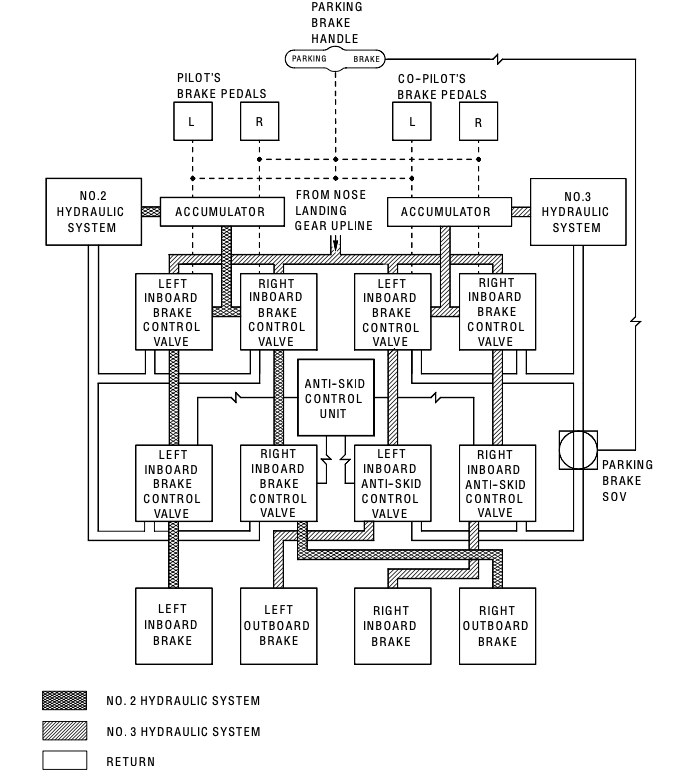 PARKING
BRAKE
HANDLE
PARKING BRAKE
PILOT'S
BRAKE PEDALS
CO-PILOT'S
BRAKE PEDALS
L
R
L
R
NO.2
HYDRAULIC
SYSTEM
ACCUMULATOR
FROM NOSE
LANDING
GEAR UPLINE
ACCUMULATOR
NO.3
HYDRAULIC
SYSTEM
LEFT
INBOARD
BRAKE
CONTROL
VALVE
RIGHT
INBOARD
BRAKE
CONTROL
VALVE
LEFT
INBOARD
BRAKE
CONTROL
VALVE
RIGHT
INBOARD
BRAKE
CONTROL
VALVE
ANTI-SKID
CONTROL
UNIT
LEFT
INBOARD
BRAKE
CONTROL
VALVE
RIGHT
INBOARD
BRAKE
CONTROL
VALVE
LEFT
INBOARD
ANTI-SKID
CONTROL
VALVE
RIGHT
INBOARD
ANTI-SKID
CONTROL
VALVE
PARKING
BRAKE
SOV
LEFT
INBOARD
BRAKE
LEFT
OUTBOARD
BRAKE
RIGHT
INBOARD
BRAKE
RIGHT
OUTBOARD
BRAKE
NO. 2 HYDRAULIC SYSTEM
NO. 3 HYDRAULIC SYSTEM
RETURN